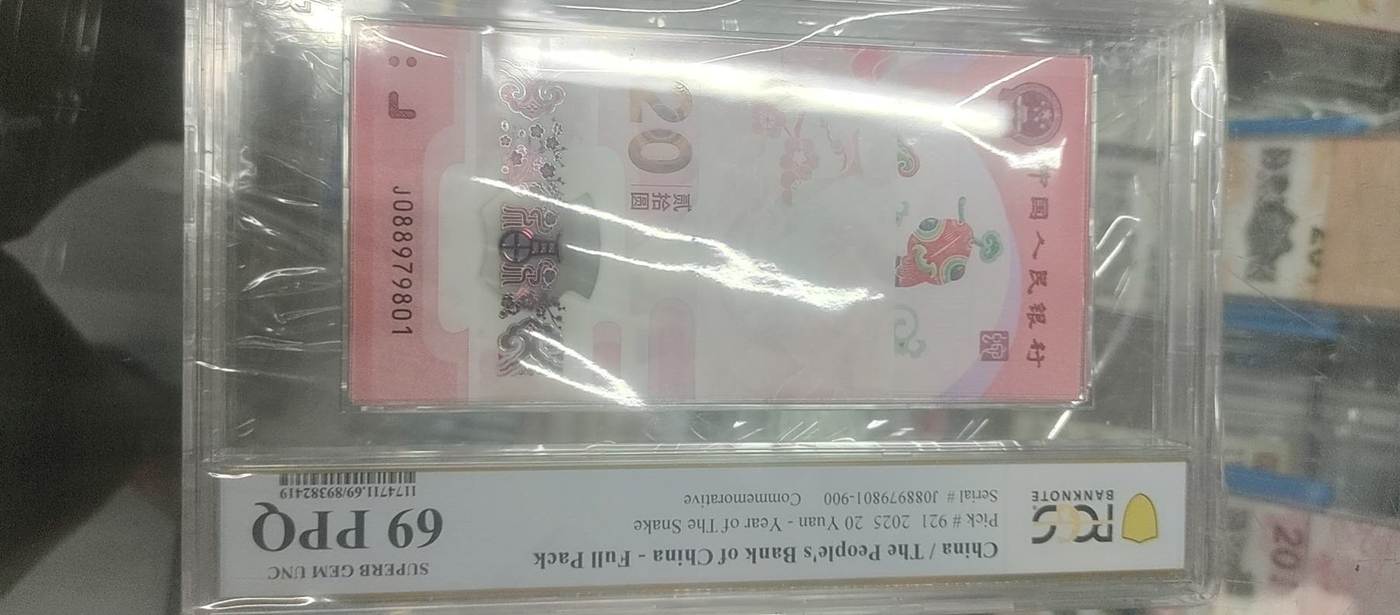 PCGS
BANKNOTE
China / The People's Bank of China - Full Pack
Pick # 921 2025 20 Yuan - Year of The Snake
Serial # J088979801-900 Commemorative
SUPERB GEM UNC
69 PPQ
1174711.69/89382419
中国人民银行
20
贰拾圆
J088979801
201